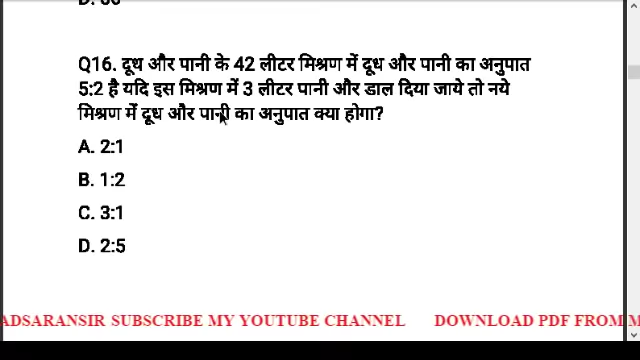 Q16. दूध और पानी के 42 लीटर मिश्रण में दूध और पानी का अनुपात
5:2 है यदि इस मिश्रण में 3 लीटर पानी और डाल दिया जाये तो नये
मिश्रण में दूध और पानी का अनुपात क्या होगा?
A. 2:1
B. 1:2
C. 3:1
D. 2:5
ADSARANSIR SUBSCRIBE MY YOUTUBE CHANNEL DOWNLOAD PDF FROM M